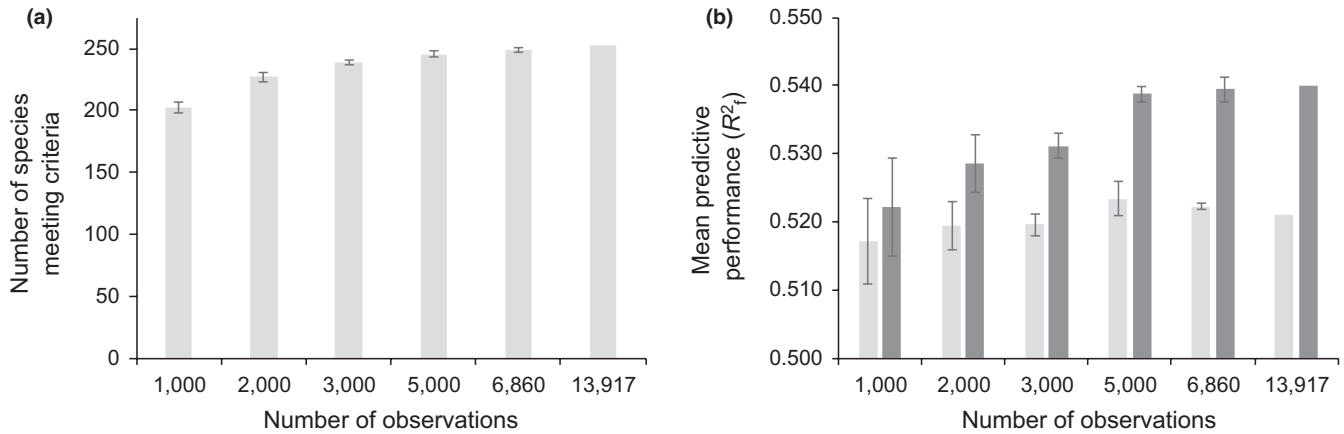 (a)
Number of species
meeting criteria
250
200
150
100
50
0
1,000 2,000 3,000 5,000 6,860 13,917
Number of observations
(b)
Mean predictive
performance (R²f)
0.550
0.540
0.530
0.520
0.510
0.500
1,000 2,000 3,000 5,000 6,860 13,917
Number of observations